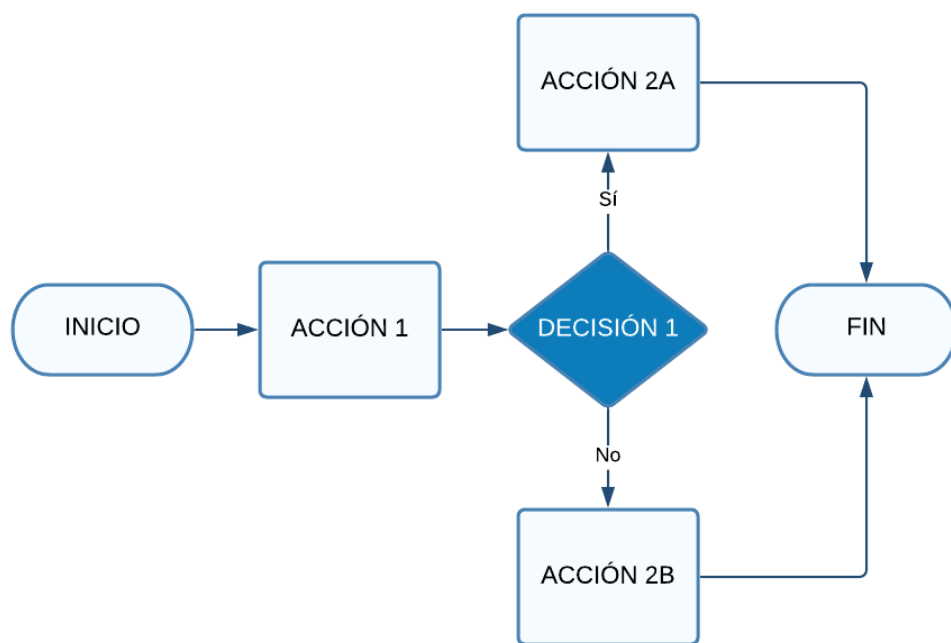 ACCIÓN 2A
Sí
INICIO
ACCIÓN 1
DECISIÓN 1
FIN
No
ACCIÓN 2B